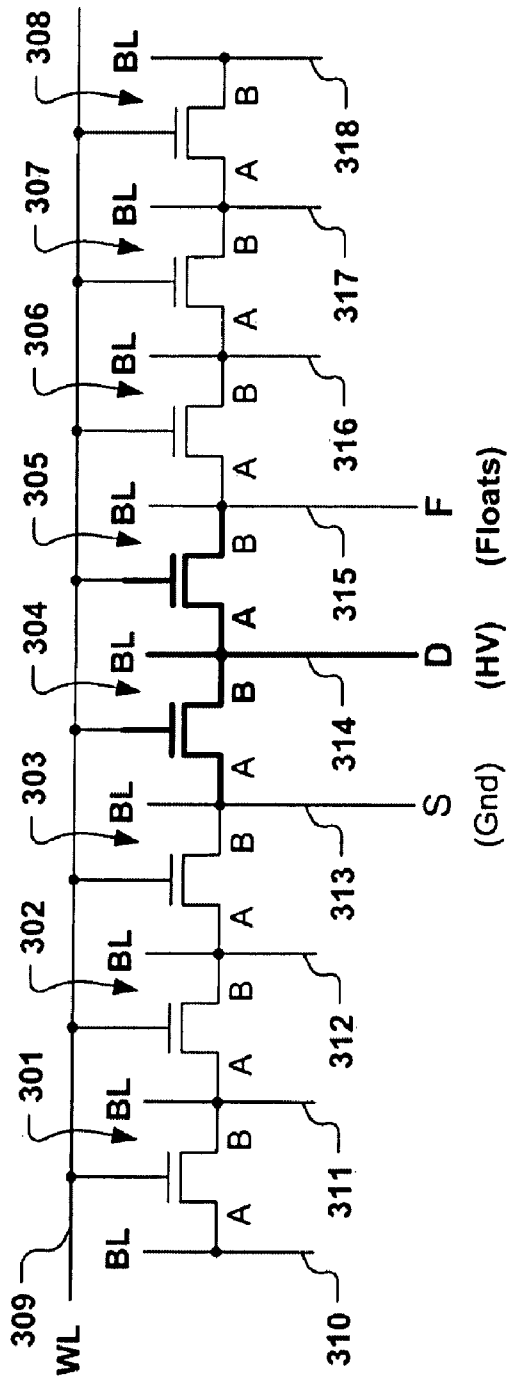 309 301 302 303 304 305 306 307 308
WL
BL BL BL BL BL BL BL BL BL
A B A B A B A B A B A B A B A B
310 311 312 313 314 315 316 317 318
S D F
(Gnd) (HV) (Floats)